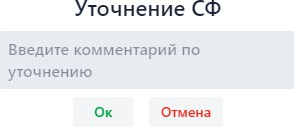 Уточнение СФ
Введите комментарий по
уточнению
Ок
Отмена